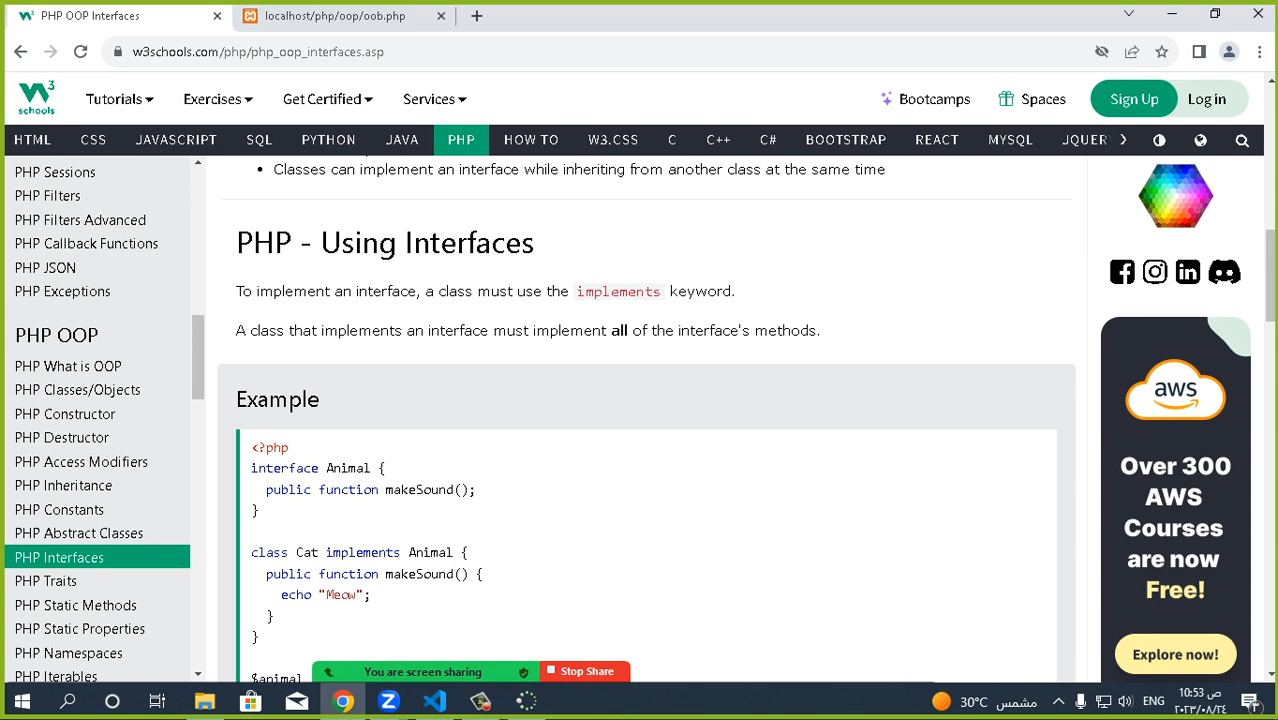 PHP OOP Interfaces
localhost/php/oop/oob.php
w3schools.com/php/php_oop_interfaces.asp
W3
schools
Tutorials
Exercises
Get Certified
Services
Bootcamps
Spaces
Sign Up
Log in
HTML
CSS
JAVASCRIPT
SQL
PYTHON
JAVA
PHP
HOW TO
W3.CSS
C
C++
C#
BOOTSTRAP
REACT
MYSQL
JQUER
PHP Sessions
PHP Filters
PHP Filters Advanced
PHP Callback Functions
PHP JSON
PHP Exceptions
PHP OOP
PHP What is OOP
PHP Classes/Objects
PHP Constructor
PHP Destructor
PHP Access Modifiers
PHP Inheritance
PHP Constants
PHP Abstract Classes
PHP Interfaces
PHP Traits
PHP Static Methods
PHP Static Properties
PHP Namespaces
PHP Iterables
• Classes can implement an interface while inheriting from another class at the same time
PHP - Using Interfaces
To implement an interface, a class must use the implements keyword.
A class that implements an interface must implement all of the interface's methods.
Example
<?php
interface Animal {
public function makeSound();
}
class Cat implements Animal {
public function makeSound() {
echo "Meow";
}
}
$animal
aws
Over 300
AWS
Courses
are now
Free!
Explore now!
You are screen sharing
Stop Share
30°C مشمس
ENG
10:53 ص
٢٠٢٣/٠٨/٢٤